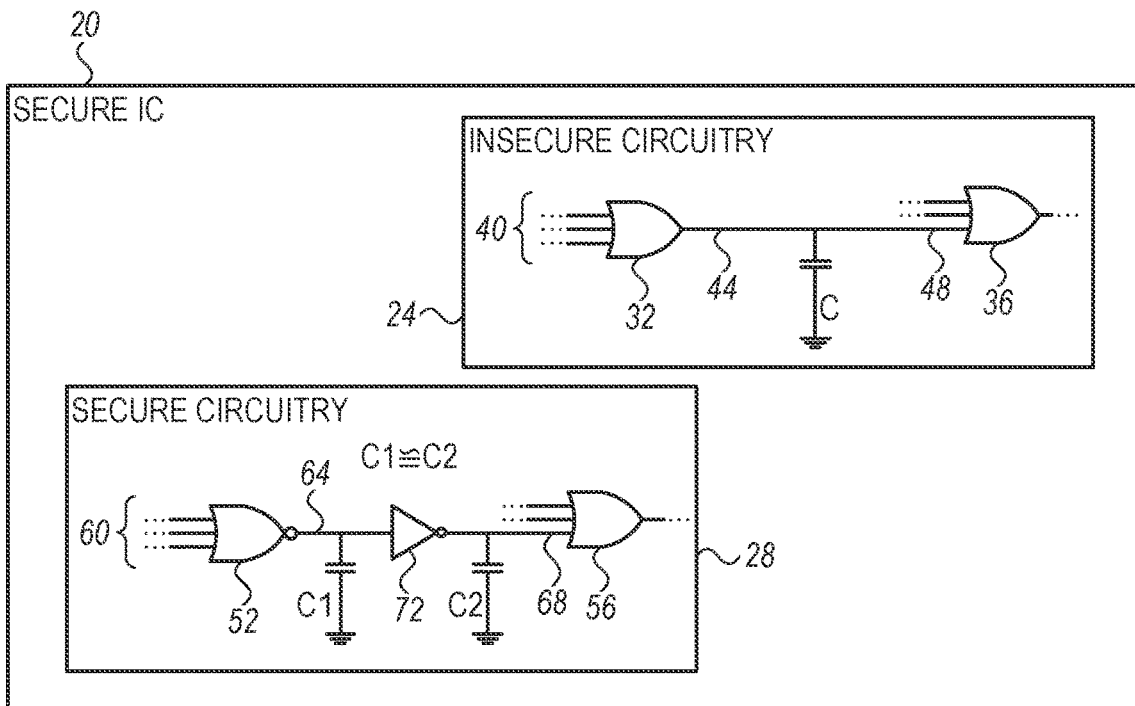 20
SECURE IC
INSECURE CIRCUITRY
40
32
44
C
48
36
24
SECURE CIRCUITRY
C1≌C2
64
60
52
C1
72
C2
68
56
28